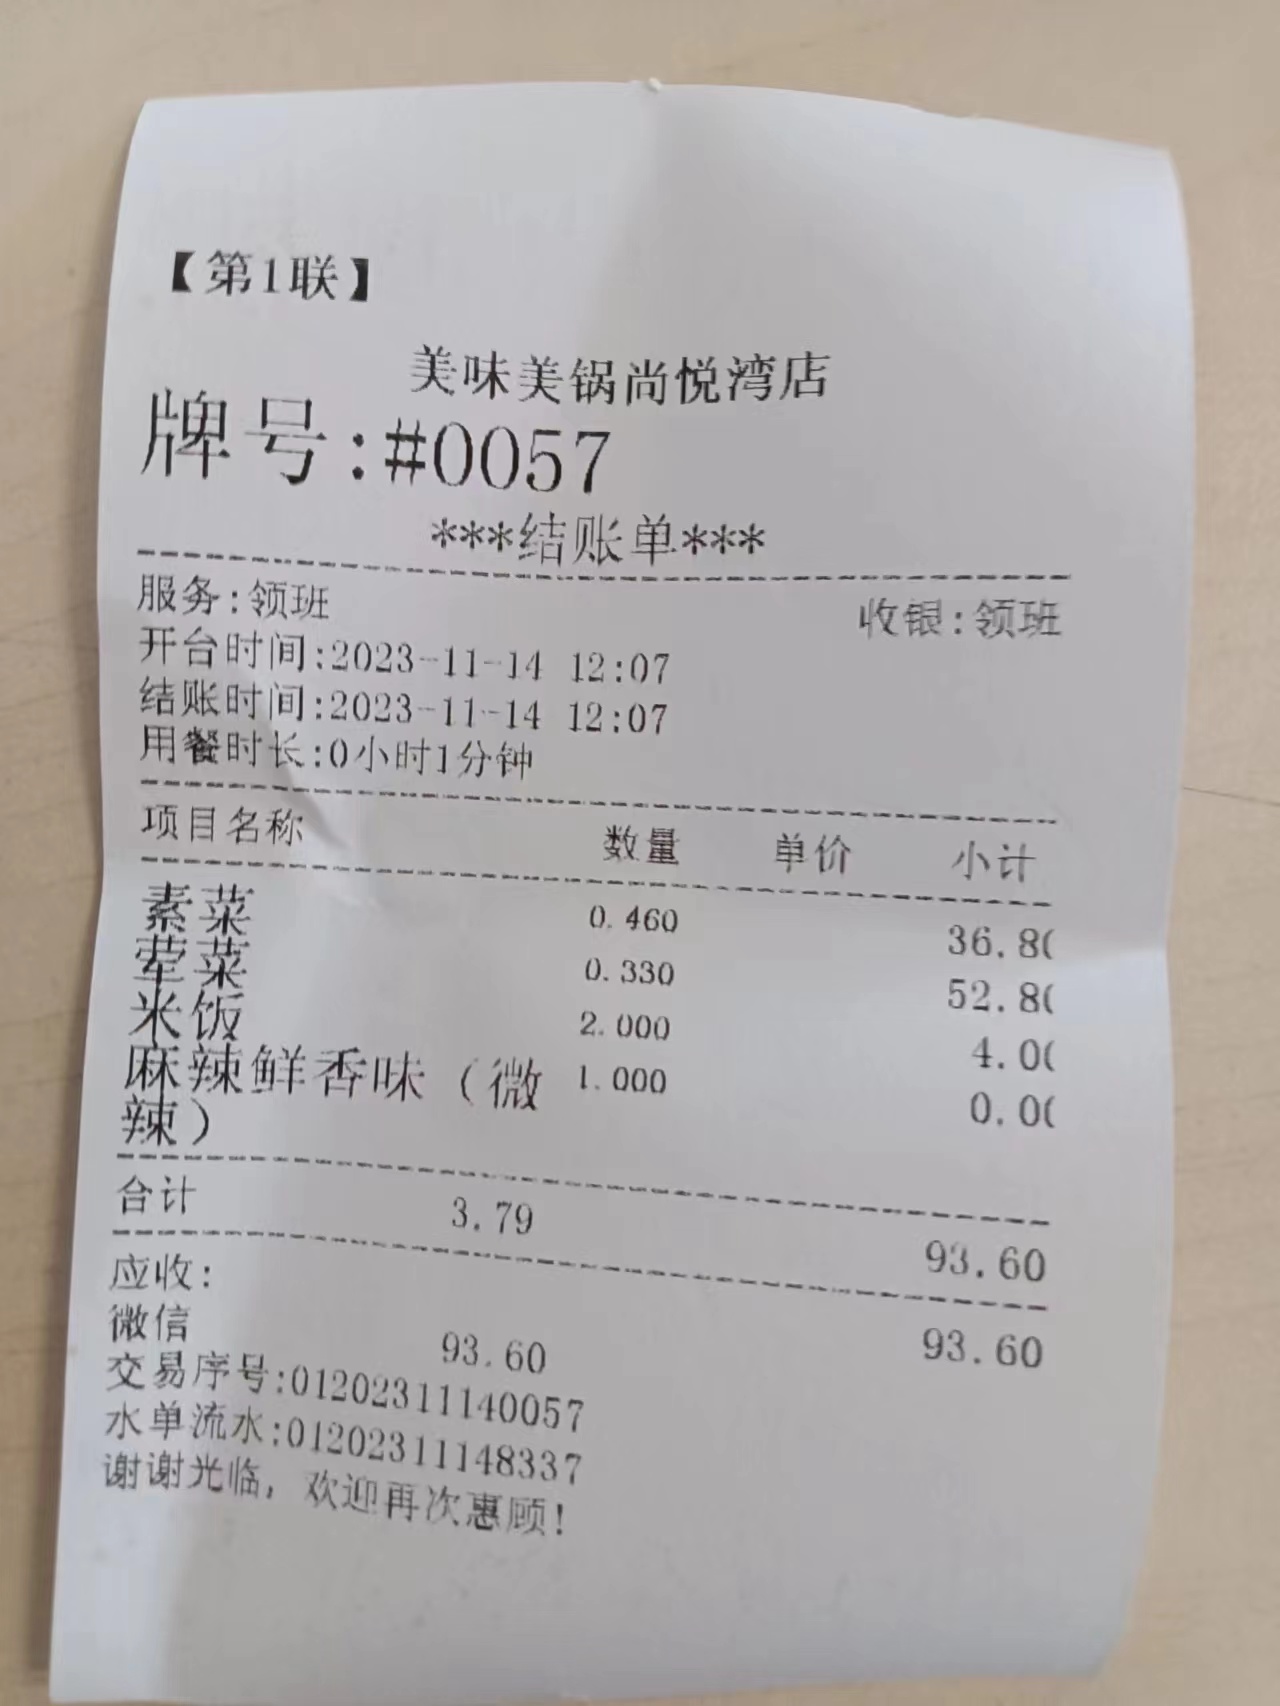 【第1联】
美味美锅尚悦湾店
牌号:#0057
***结账单***
服务:领班 收银:领班
开台时间:2023-11-14 12:07
结账时间:2023-11-14 12:07
用餐时长:0小时1分钟
项目名称 数量 单价 小计
素菜 0.460 36.80
荤菜 0.330 52.80
米饭 2.000 4.00
麻辣鲜香味（微 1.000 0.00
辣）
合计 3.79 93.60
应收: 93.60
微信 93.60
交易序号:01202311140057
水单流水:01202311148337
谢谢光临，欢迎再次惠顾!